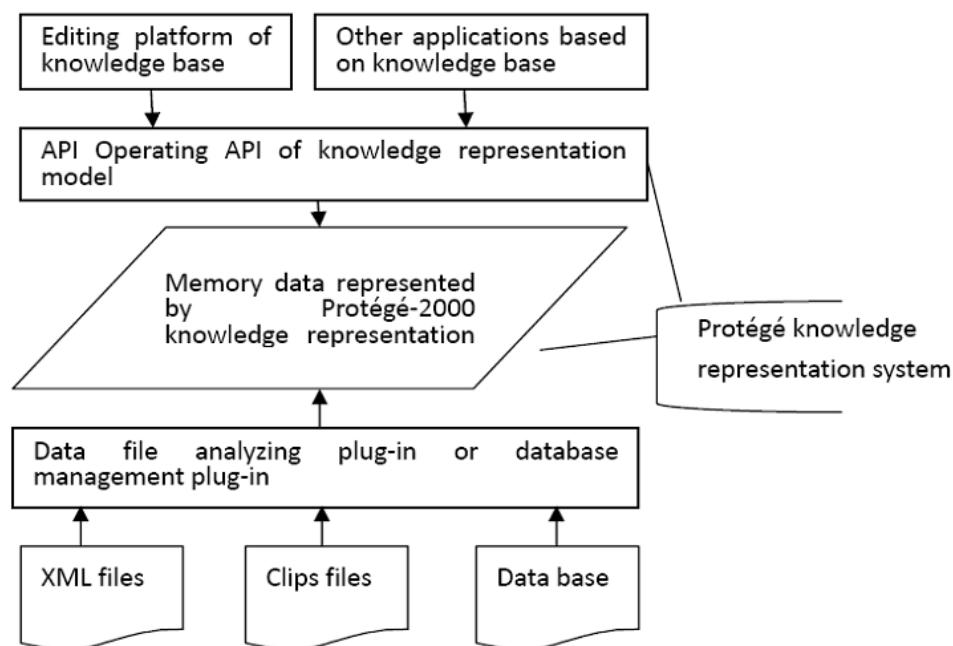 Editing platform of
knowledge base
Other applications based
on knowledge base
API Operating API of knowledge representation
model
Memory data represented
by Protégé-2000
knowledge representation
Protégé knowledge
representation system
Data file analyzing plug-in or database
management plug-in
XML files
Clips files
Data base